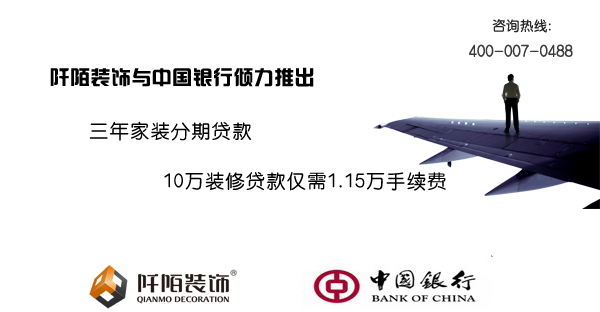 咨询热线:
400-007-0488
阡陌装饰与中国银行倾力推出
三年家装分期贷款
10万装修贷款仅需1.15万手续费
阡陌装饰®
QIANMO DECORATION
中国銀行
BANK OF CHINA